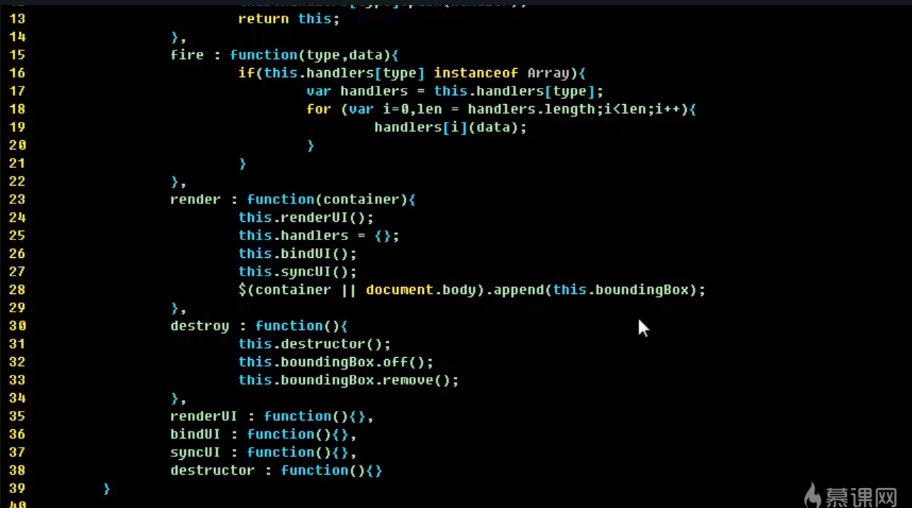 13 return this;
14 },
15 fire : function(type,data){
16 if(this.handlers[type] instanceof Array){
17 var handlers = this.handlers[type];
18 for (var i=0,len = handlers.length;i<len;i++){
19 handlers[i](data);
20 }
21 }
22 },
23 render : function(container){
24 this.renderUI();
25 this.handlers = {};
26 this.bindUI();
27 this.syncUI();
28 $(container || document.body).append(this.boundingBox);
29 },
30 destroy : function(){
31 this.destructor();
32 this.boundingBox.off();
33 this.boundingBox.remove();
34 },
35 renderUI : function(){},
36 bindUI : function(){},
37 syncUI : function(){},
38 destructor : function(){}
39 }
40
慕课网